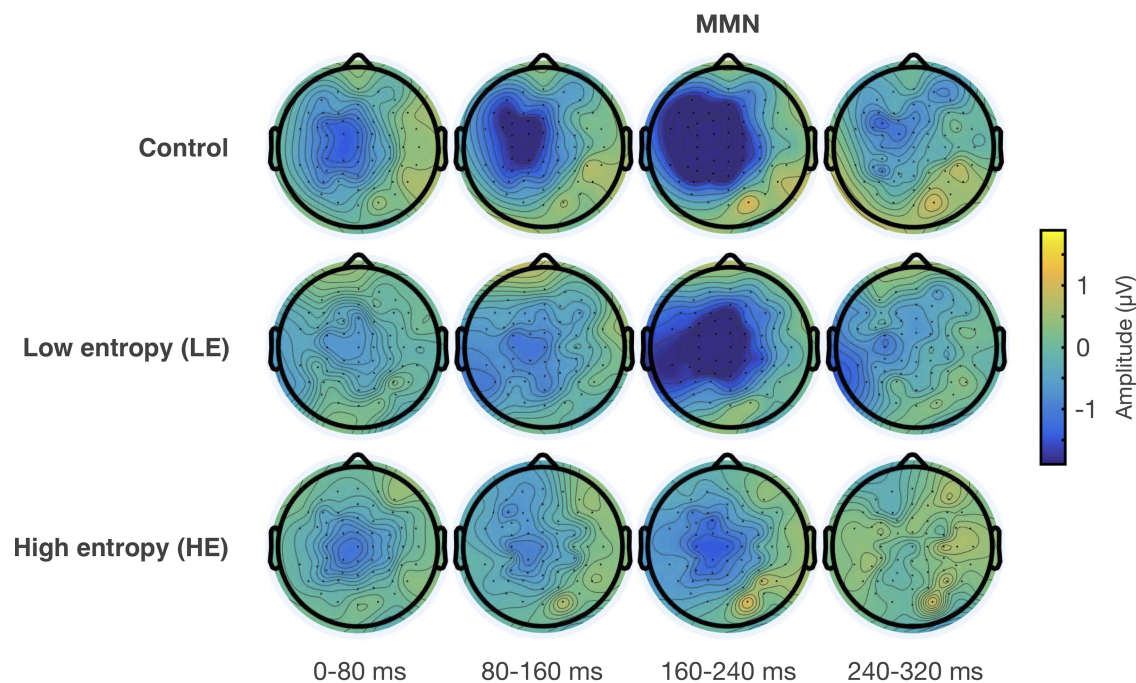 MMN
Control
Low entropy (LE)
High entropy (HE)
0-80 ms
80-160 ms
160-240 ms
240-320 ms
1
0
-1
Amplitude (µV)